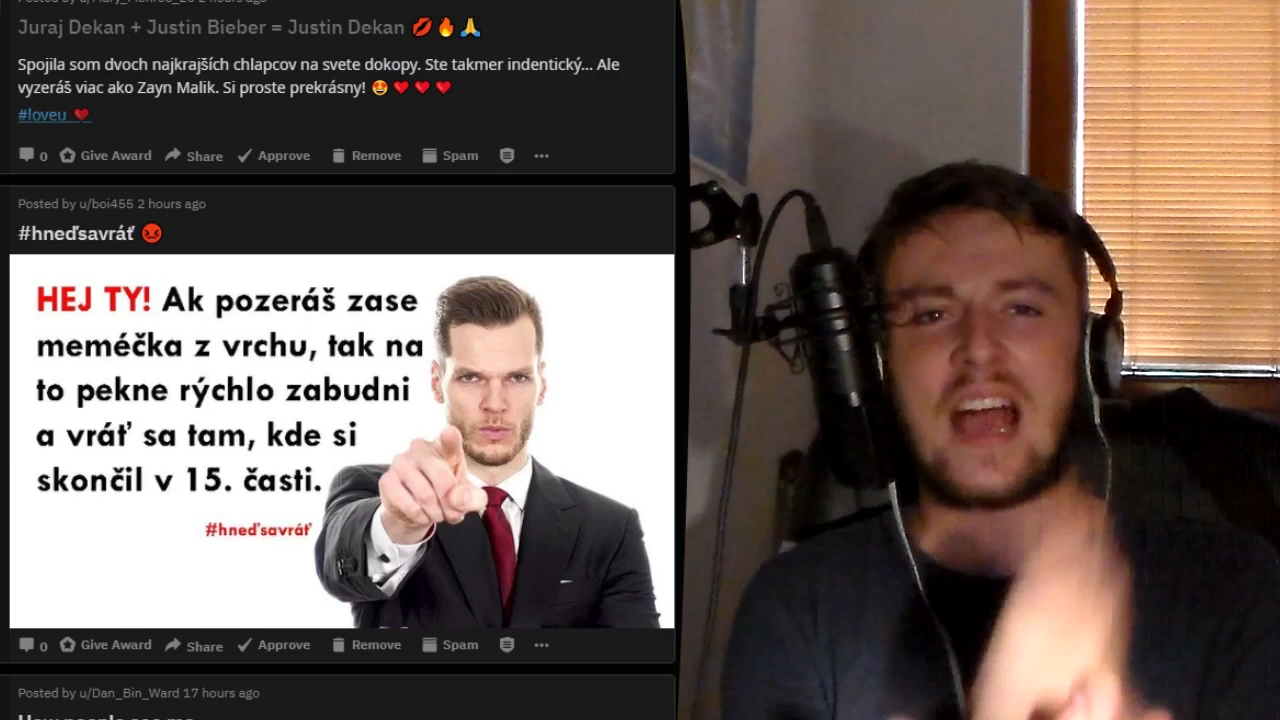 Juraj Dekan + Justin Bieber = Justin Dekan 💋🔥🙏
Spojila som dvoch najkrajších chlapcov na svete dokopy. Ste takmer indentický... Ale
vyzeráš viac ako Zayn Malik. Si proste prekrásny! 🤩❤️❤️❤️
#loveu ❤️
0 Give Award Share Approve Remove Spam •••
Posted by u/boi455 2 hours ago
#hneďsavráť 😡
HEJ TY! Ak pozeráš zase
meméčka z vrchu, tak na
to pekne rýchlo zabudni
a vráť sa tam, kde si
skončil v 15. časti.
#hneďsavráť
0 Give Award Share Approve Remove Spam •••
Posted by u/Dan_Bin_Ward 17 hours ago